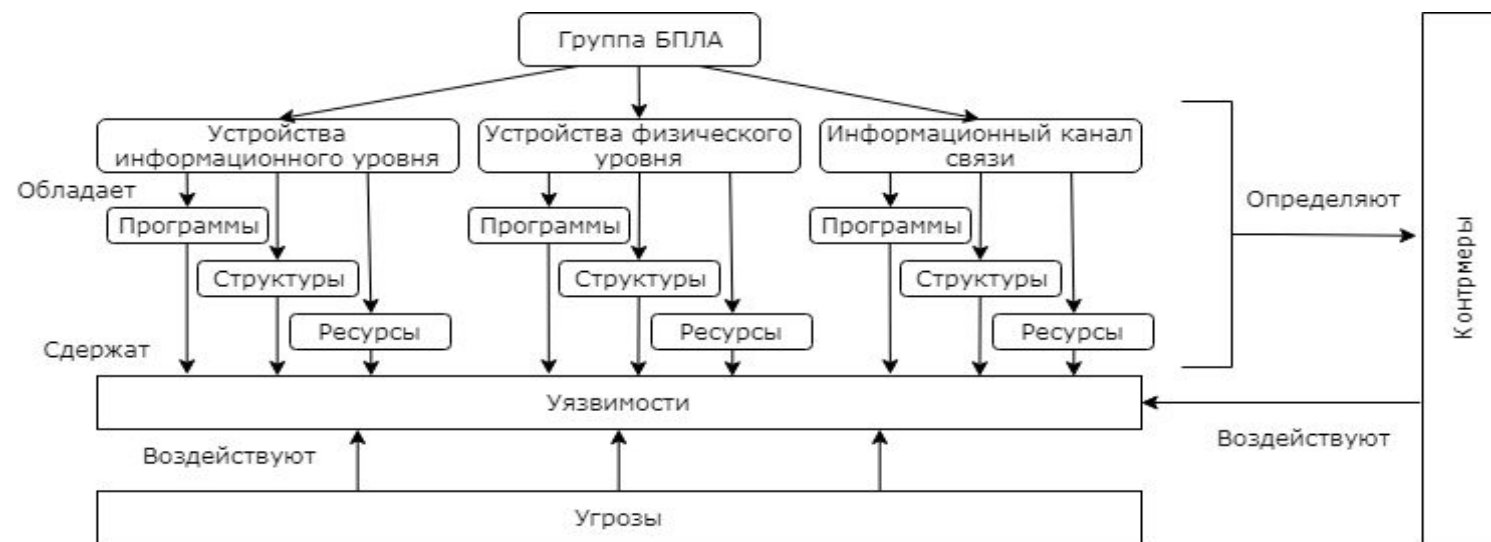 Группа БПЛА
Устройства
информационного уровня
Устройства физического
уровня
Информационный канал
связи
Обладает
Определяют
Программы
Программы
Программы
Структуры
Структуры
Структуры
Ресурсы
Ресурсы
Ресурсы
Контрмеры
Сдержат
Уязвимости
Воздействуют
Воздействуют
Угрозы